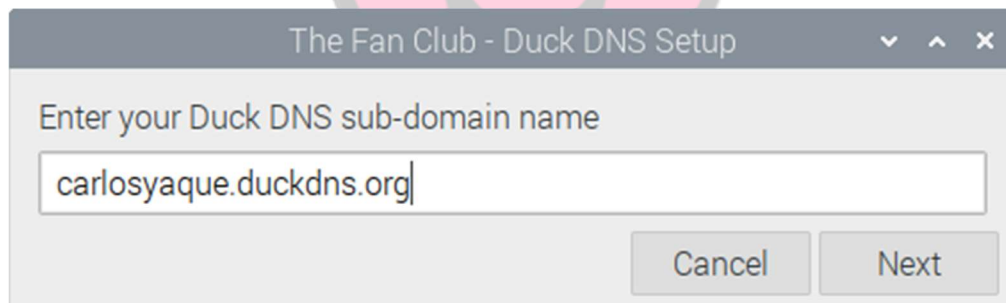 The Fan Club - Duck DNS Setup
Enter your Duck DNS sub-domain name
carlosyaque.duckdns.org
Cancel Next